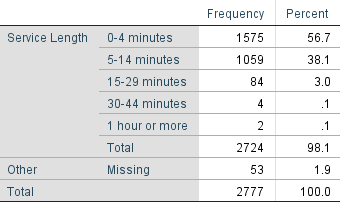 Frequency Percent
Service Length 0-4 minutes 1575 56.7
5-14 minutes 1059 38.1
15-29 minutes 84 3.0
30-44 minutes 4 .1
1 hour or more 2 .1
Total 2724 98.1
Other Missing 53 1.9
Total 2777 100.0